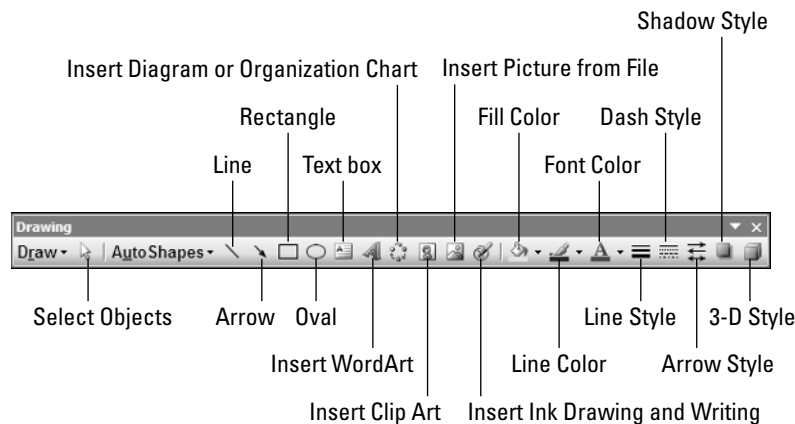 Shadow Style
Insert Diagram or Organization Chart Insert Picture from File
Rectangle Fill Color Dash Style
Line Text box Font Color
Drawing
Draw AutoShapes
Select Objects Arrow Oval Line Style 3-D Style
Insert WordArt Line Color Arrow Style
Insert Clip Art Insert Ink Drawing and Writing